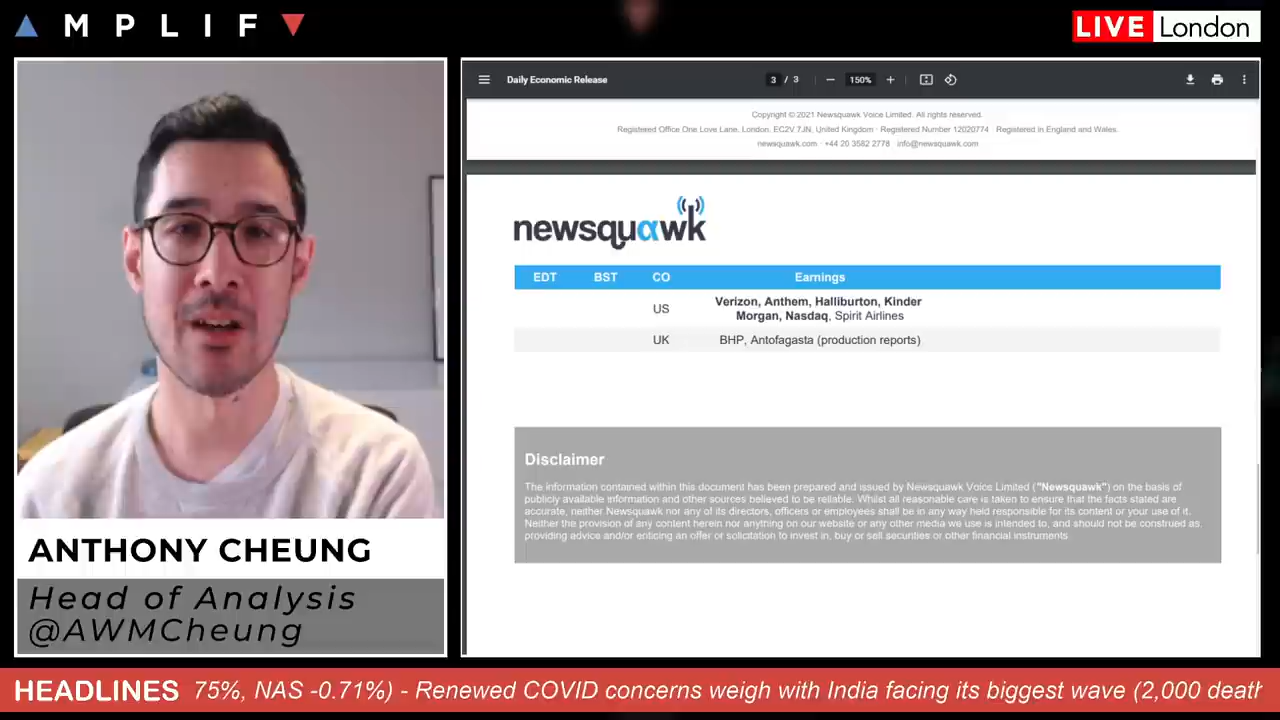 AMPLIFY
LIVE London
Daily Economic Release
3 / 3
150%
Copyright © 2021 Newsquawk Voice Limited. All rights reserved.
Registered Office One Love Lane, London, EC2V 7JN, United Kingdom · Registered Number 12020774 · Registered in England and Wales.
newsquawk.com · +44 20 3582 2778 · info@newsquawk.com
newsquawk
EDT BST CO Earnings
US Verizon, Anthem, Halliburton, Kinder
Morgan, Nasdaq, Spirit Airlines
UK BHP, Antofagasta (production reports)
Disclaimer
The information contained within this document has been prepared and issued by Newsquawk Voice Limited ("Newsquawk") on the basis of
publicly available information and other sources believed to be reliable. Whilst all reasonable care is taken to ensure that the facts stated are
accurate, neither Newsquawk nor any of its directors, officers or employees shall be in any way held responsible for its content or your use of it.
Neither the provision of any content herein nor anything on our website or any other media we use is intended to, and should not be construed as,
providing advice and/or enticing an offer or solicitation to invest in, buy or sell securities or other financial instruments
ANTHONY CHEUNG
Head of Analysis
@AWMCheung
HEADLINES 75%, NAS -0.71%) - Renewed COVID concerns weigh with India facing its biggest wave (2,000 death